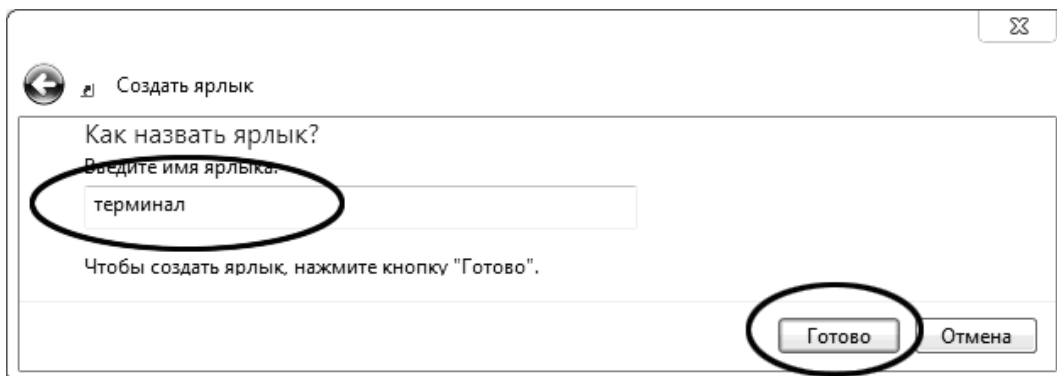 Создать ярлык
Как назвать ярлык?
Введите имя ярлыка:
терминал
Чтобы создать ярлык, нажмите кнопку "Готово".
Готово
Отмена